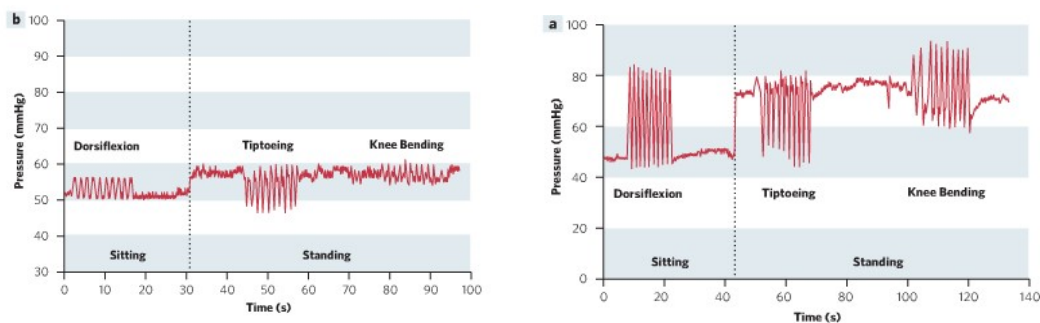 b
100
90
80
70
60
50
40
30
Pressure (mmHg)
Dorsiflexion
Tiptoeing
Knee Bending
Sitting
Standing
0
10
20
30
40
50
60
70
80
90
100
Time (s)
a
100
80
60
40
20
0
Pressure (mmHg)
Dorsiflexion
Tiptoeing
Knee Bending
Sitting
Standing
0
20
40
60
80
100
120
140
Time (s)